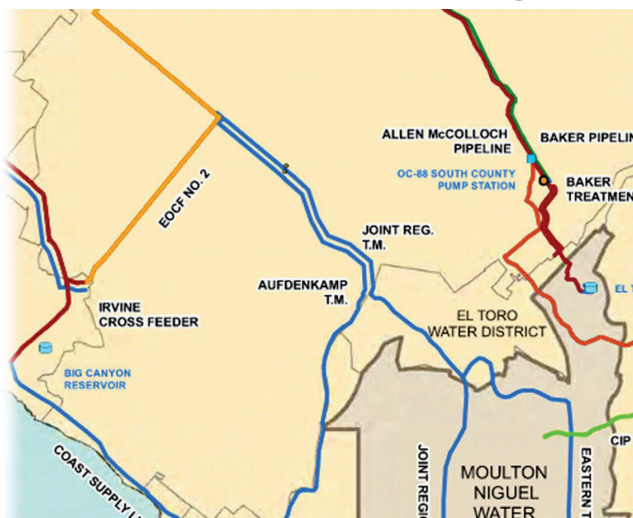 ALLEN McCOLLOCH
PIPELINE
BAKER PIPELIN
OC-88 SOUTH COUNTY
PUMP STATION
BAKER
TREATMEN
EOCF NO. 2
JOINT REG.
T.M.
AUFDENKAMP
T.M.
EL T
IRVINE
CROSS FEEDER
EL TORO
WATER DISTRICT
BIG CANYON
RESERVOIR
COAST SUPPLY
JOINT REGI
MOULTON
NIGUEL
WATER
EASTERN T
CIP